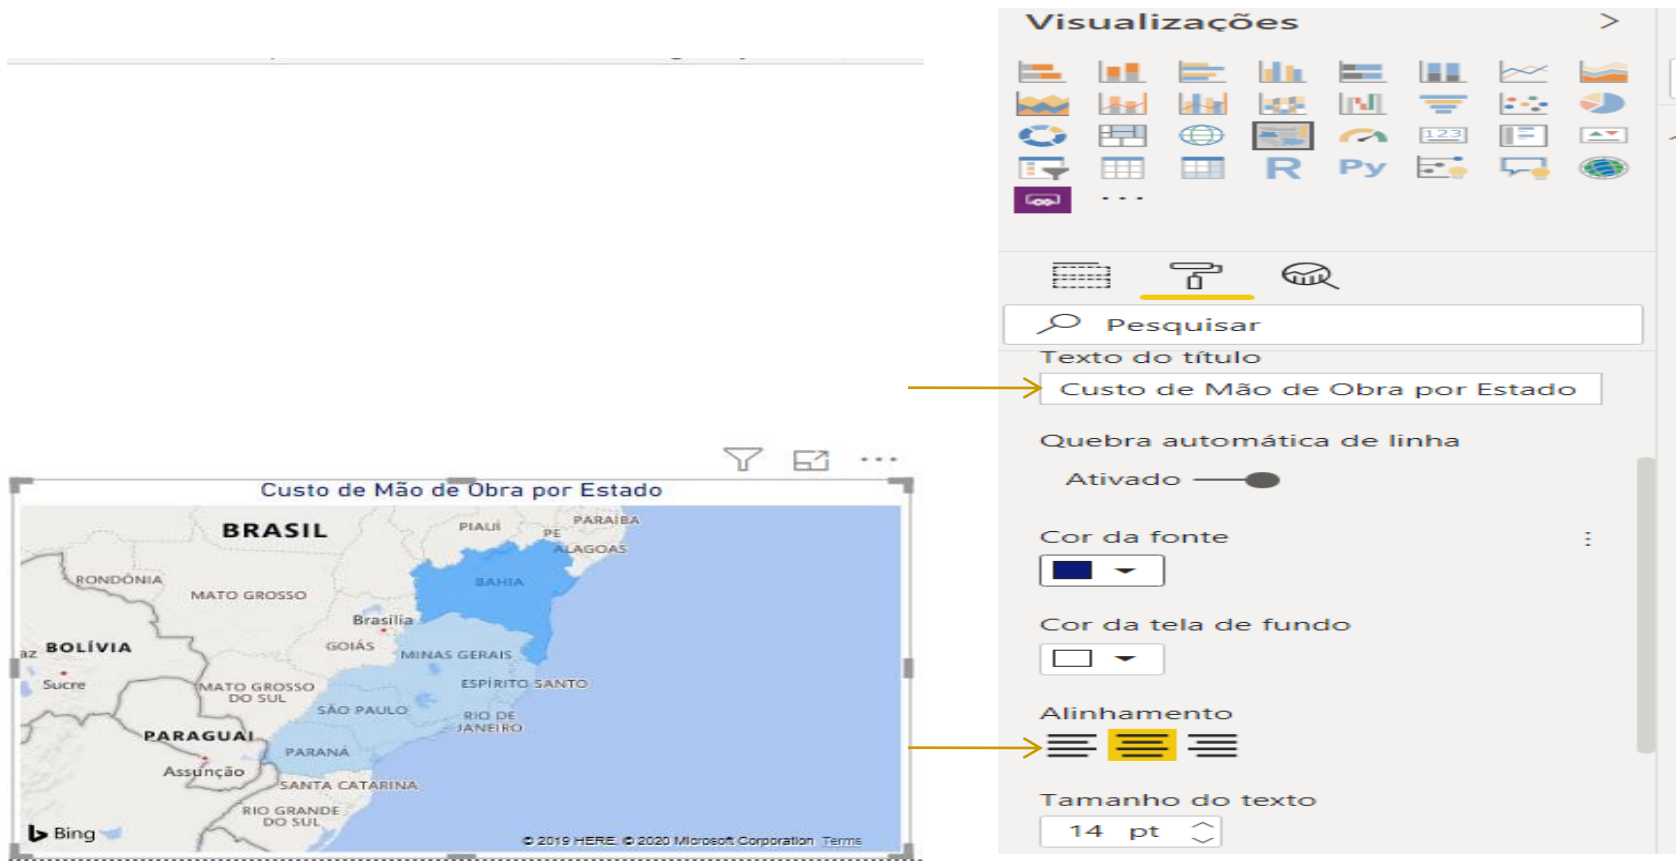 Custo de Mão de Obra por Estado
BRASIL
PIAUÍ
PARAÍBA
PE
ALAGOAS
RONDÔNIA
BAHIA
MATO GROSSO
Brasília
GOIÁS
BOLÍVIA
az
MINAS GERAIS
Sucre
MATO GROSSO
DO SUL
ESPÍRITO SANTO
SÃO PAULO
RIO DE
JANEIRO
PARAGUAI
PARANÁ
Assunção
SANTA CATARINA
RIO GRANDE
DO SUL
Bing
© 2019 HERE, © 2020 Microsoft Corporation Terms
Visualizações
123
R
Py
Pesquisar
Texto do título
Custo de Mão de Obra por Estado
Quebra automática de linha
Ativado
Cor da fonte
Cor da tela de fundo
Alinhamento
Tamanho do texto
14 pt